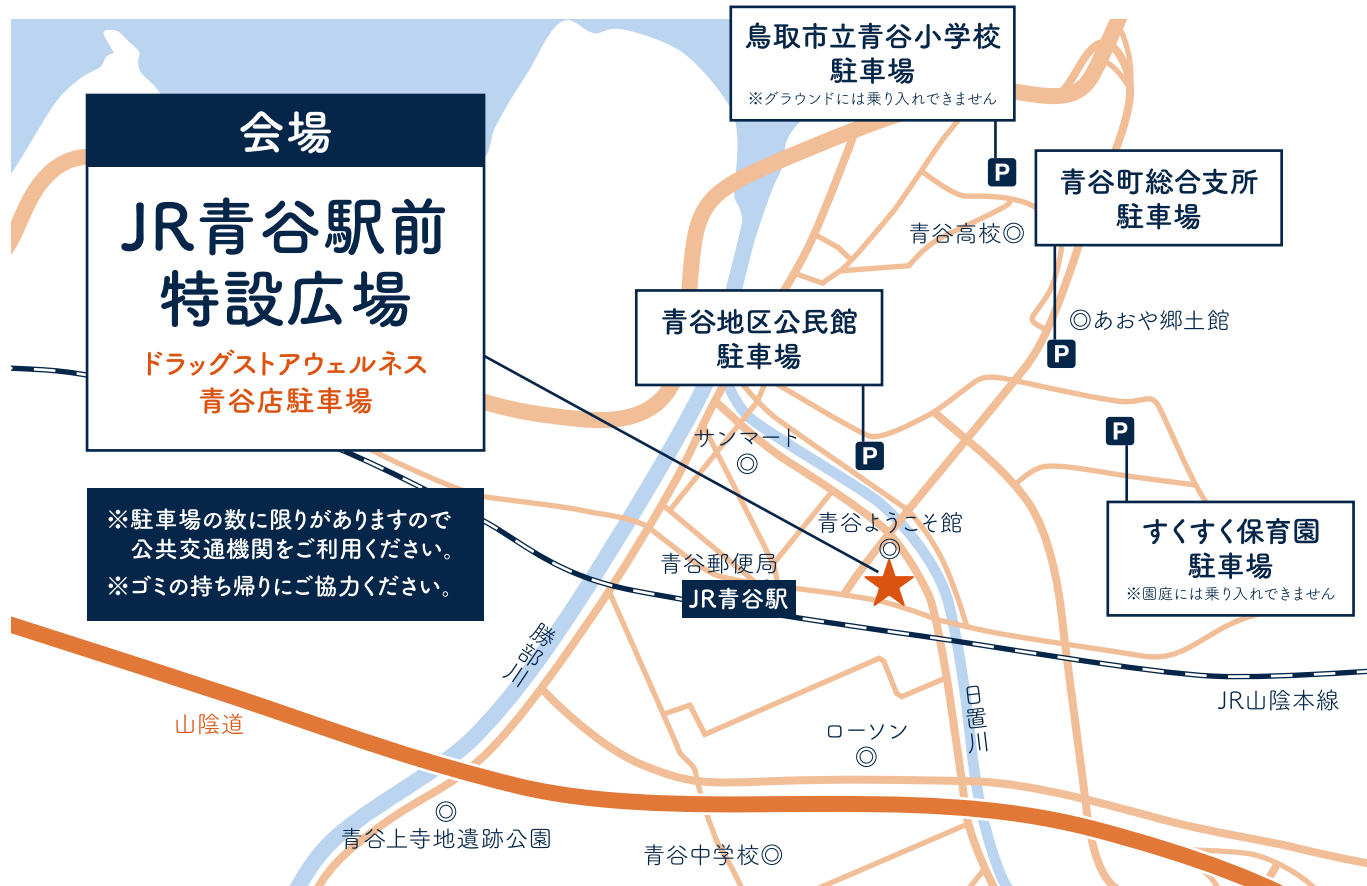 会場
JR青谷駅前
特設広場
ドラッグストアウェルネス
青谷店駐車場
※駐車場の数に限りがありますので
公共交通機関をご利用ください。
※ゴミの持ち帰りにご協力ください。
鳥取市立青谷小学校
駐車場
※グラウンドには乗り入れできません
P
青谷町総合支所
駐車場
青谷高校◎
◎あおや郷土館
P
青谷地区公民館
駐車場
P
サンマート
◎
P
すくすく保育園
駐車場
※園庭には乗り入れできません
青谷ようこそ館
◎
青谷郵便局
JR青谷駅
勝部川
日置川
JR山陰本線
山陰道
ローソン
◎
◎
青谷上寺地遺跡公園
青谷中学校◎